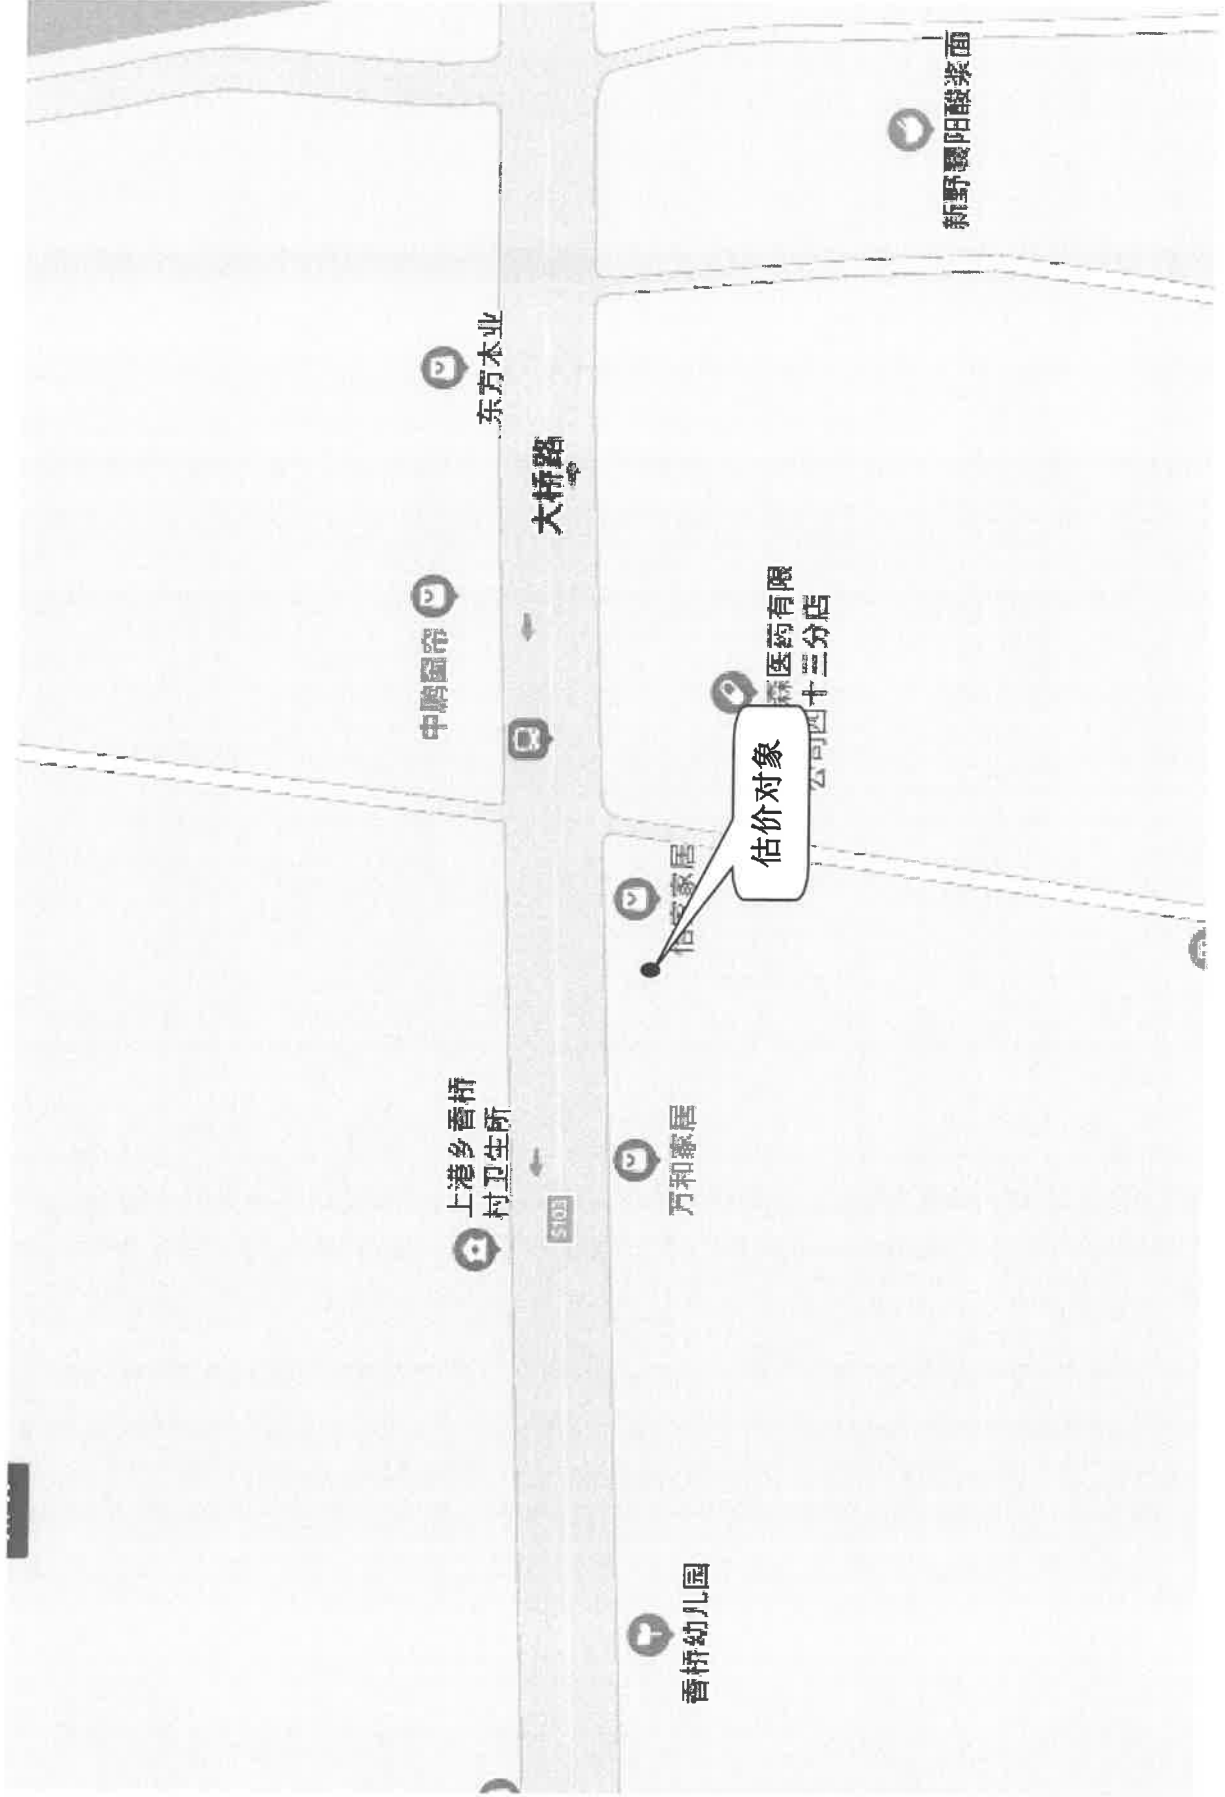 香桥幼儿园
上港乡香桥
村卫生所
S103
万和家居
估价对象
家居
中鹏窗帘
森医药有限
公司四十三分店
大桥路
东方木业
新野襄阳酸浆面